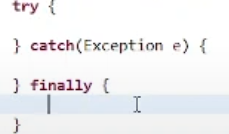 try {
} catch(Exception e) {
} finally {
}